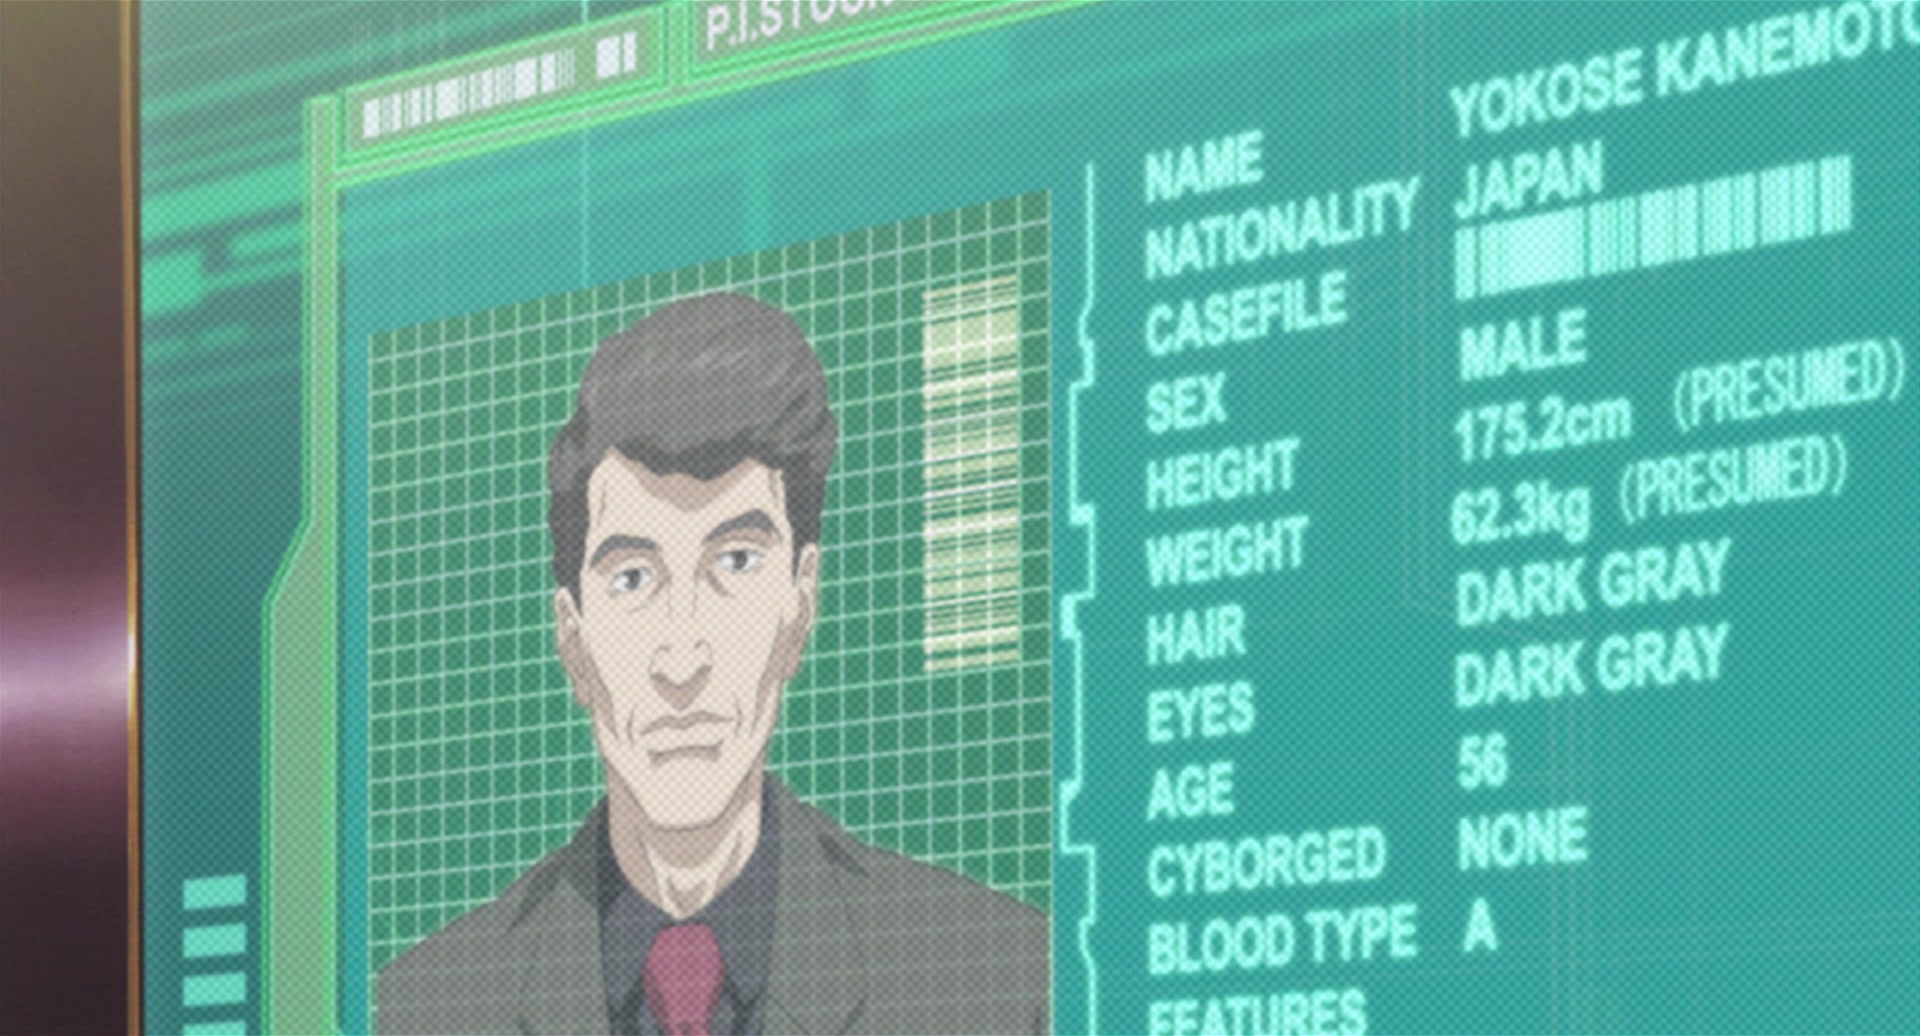 NAME YOKOSE KANEMOTO
NATIONALITY JAPAN
CASEFILE
SEX MALE
HEIGHT 175.2cm (PRESUMED)
WEIGHT 62.3kg (PRESUMED)
HAIR DARK GRAY
EYES DARK GRAY
AGE 56
CYBORGED NONE
BLOOD TYPE A
FEATURES